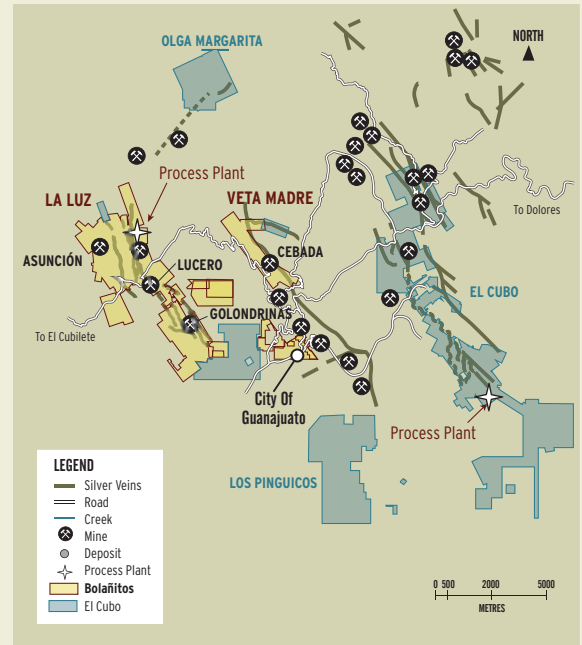 OLGA MARGARITA
NORTH
Process Plant
LA LUZ
VETA MADRE
To Dolores
ASUNCIÓN
CEBADA
LUCERO
EL CUBO
GOLONDRINAS
To El Cubilete
City Of
Guanajuato
Process Plant
LOS PINGUICOS
LEGEND
Silver Veins
Road
Creek
Mine
Deposit
Process Plant
Bolañitos
El Cubo
0 500 2000 5000
METRES